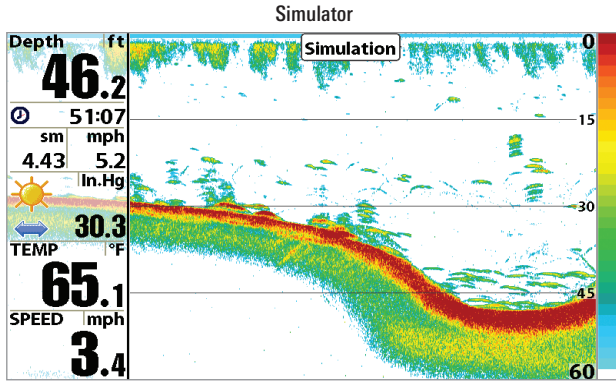 Simulator
Depth ft
46.2
51:07
sm mph
4.43 5.2
In.Hg
30.3
TEMP °F
65.1
SPEED mph
3.4
Simulation
0
15
30
45
60